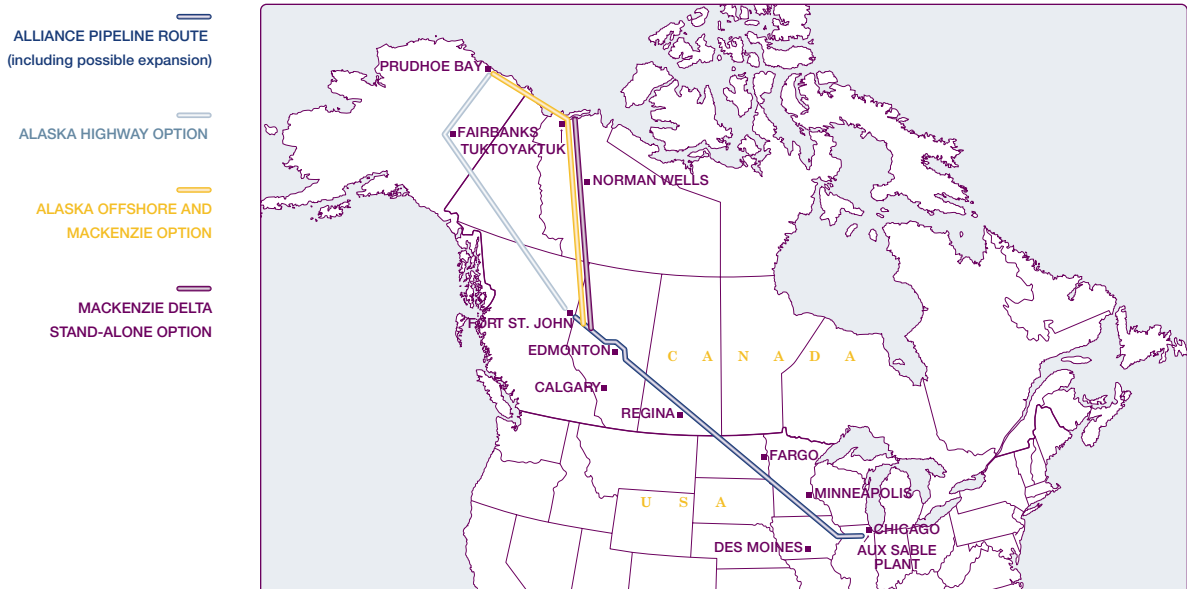 ALLIANCE PIPELINE ROUTE
(including possible expansion)
ALASKA HIGHWAY OPTION
ALASKA OFFSHORE AND
MACKENZIE OPTION
MACKENZIE DELTA
STAND-ALONE OPTION
PRUDHOE BAY
FAIRBANKS
TUKTOYAKTUK
NORMAN WELLS
FORT ST. JOHN
EDMONTON
CANADA
CALGARY
REGINA
FARGO
MINNEAPOLIS
USA
CHICAGO
DES MOINES
AUX SABLE
PLANT